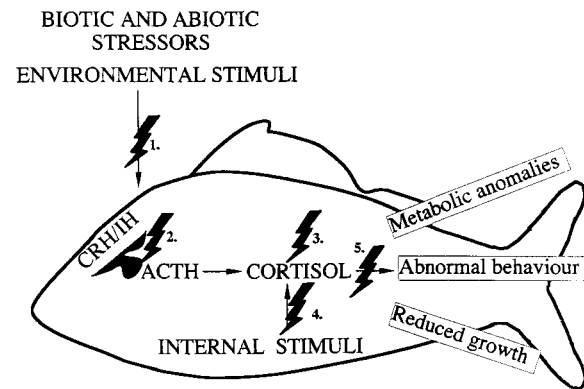 BIOTIC AND ABIOTIC
STRESSORS
ENVIRONMENTAL STIMULI
1.
CRH/IH
2.
ACTH
CORTISOL
3.
4.
5.
INTERNAL STIMULI
Metabolic anomalies
Abnormal behaviour
Reduced growth